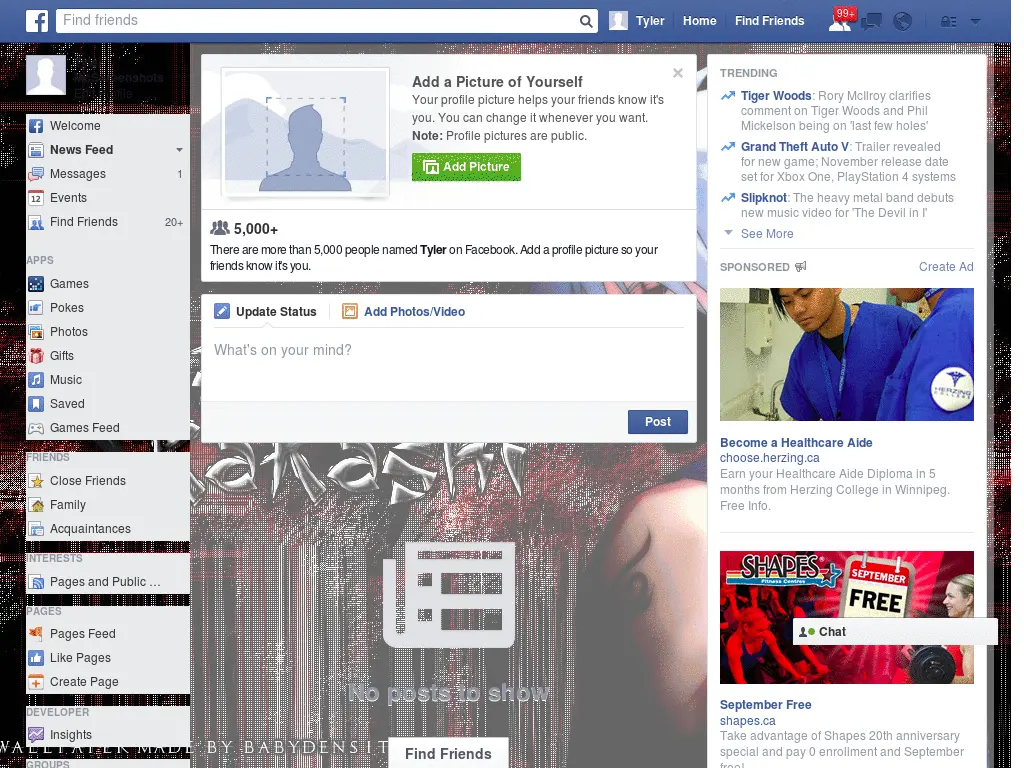 Find friends
Tyler
Home
Find Friends
99+
Welcome
News Feed
Messages
1
Events
Find Friends
20+
APPS
Games
Pokes
Photos
Gifts
Music
Saved
Games Feed
FRIENDS
Close Friends
Family
Acquaintances
INTERESTS
Pages and Public ...
PAGES
Pages Feed
Like Pages
Create Page
DEVELOPER
Insights
GROUPS
Add a Picture of Yourself
Your profile picture helps your friends know it's
you. You can change it whenever you want.
Note: Profile pictures are public.
Add Picture
5,000+
There are more than 5,000 people named Tyler on Facebook. Add a profile picture so your
friends know it's you.
Update Status
Add Photos/Video
What's on your mind?
Post
No posts to show
Find Friends
MADE BY
TRENDING
Tiger Woods: Rory McIlroy clarifies
comment on Tiger Woods and Phil
Mickelson being on 'last few holes'
Grand Theft Auto V: Trailer revealed
for new game; November release date
set for Xbox One, PlayStation 4 systems
Slipknot: The heavy metal band debuts
new music video for 'The Devil in I'
See More
SPONSORED
Create Ad
HERZING
COLLEGE
Become a Healthcare Aide
choose.herzing.ca
Earn your Healthcare Aide Diploma in 5
months from Herzing College in Winnipeg.
Free Info.
SHAPES
Fitness Centres
SEPTEMBER
FREE
Chat
September Free
shapes.ca
Take advantage of Shapes 20th anniversary
special and pay 0 enrollment and September
free!